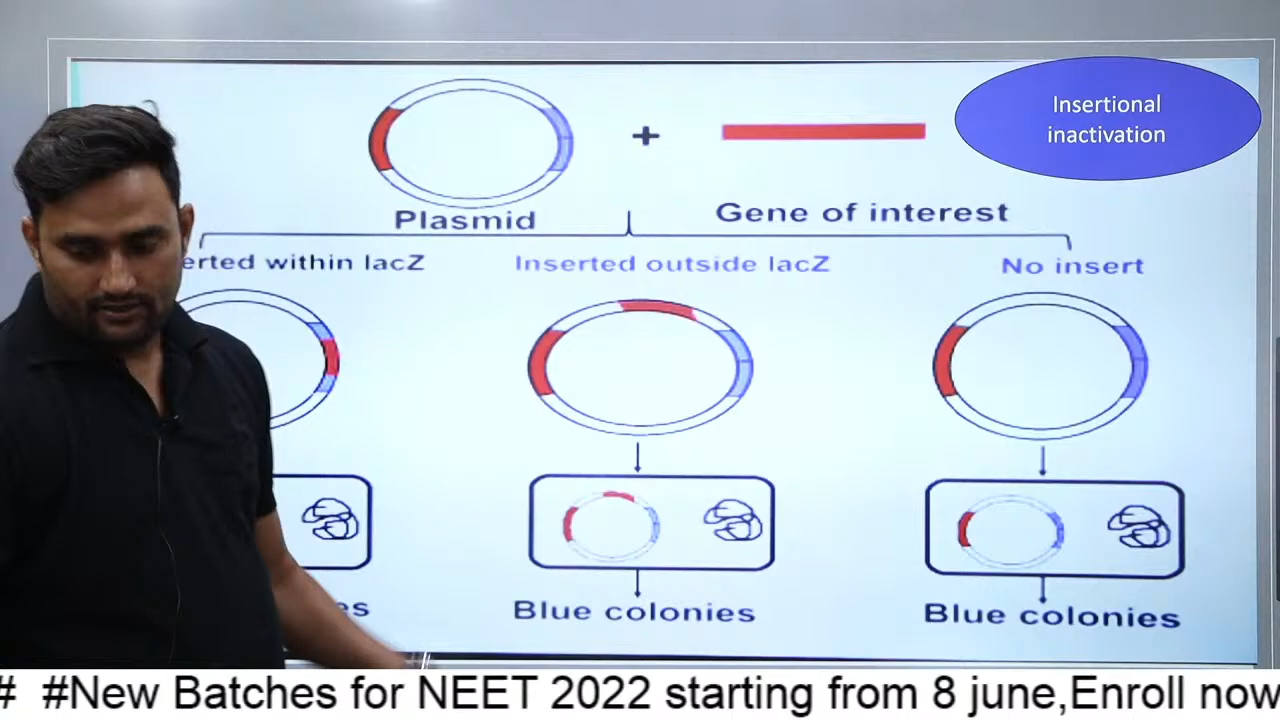 Insertional
inactivation
Plasmid
+
Gene of interest
within lacZ
Inserted outside lacZ
No insert
Blue colonies
Blue colonies
# #New Batches for NEET 2022 starting from 8 june,Enroll now